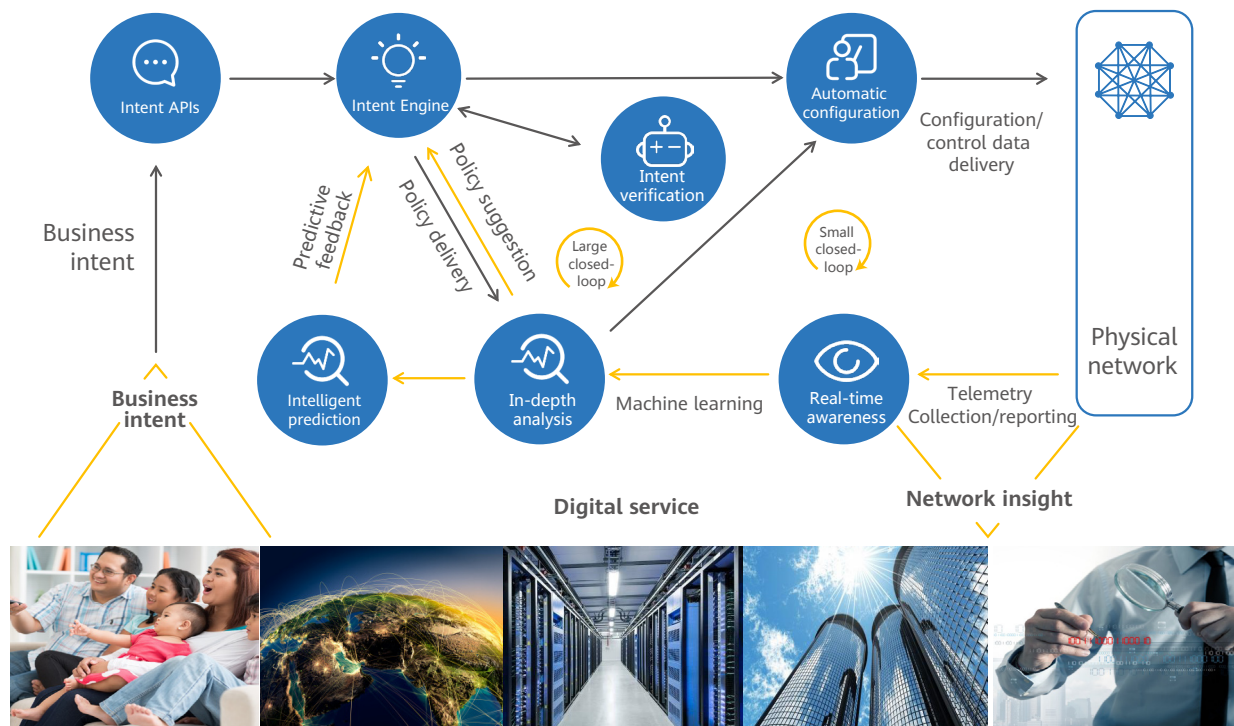 Intent APIs
Intent Engine
Automatic
configuration
Configuration/
control data
delivery
Intent
verification
Business
intent
Predictive
feedback
Policy delivery
Policy suggestion
Large
closed-
loop
Small
closed-
loop
Physical
network
Intelligent
prediction
In-depth
analysis
Machine learning
Real-time
awareness
Telemetry
Collection/reporting
Business
intent
Digital service
Network insight